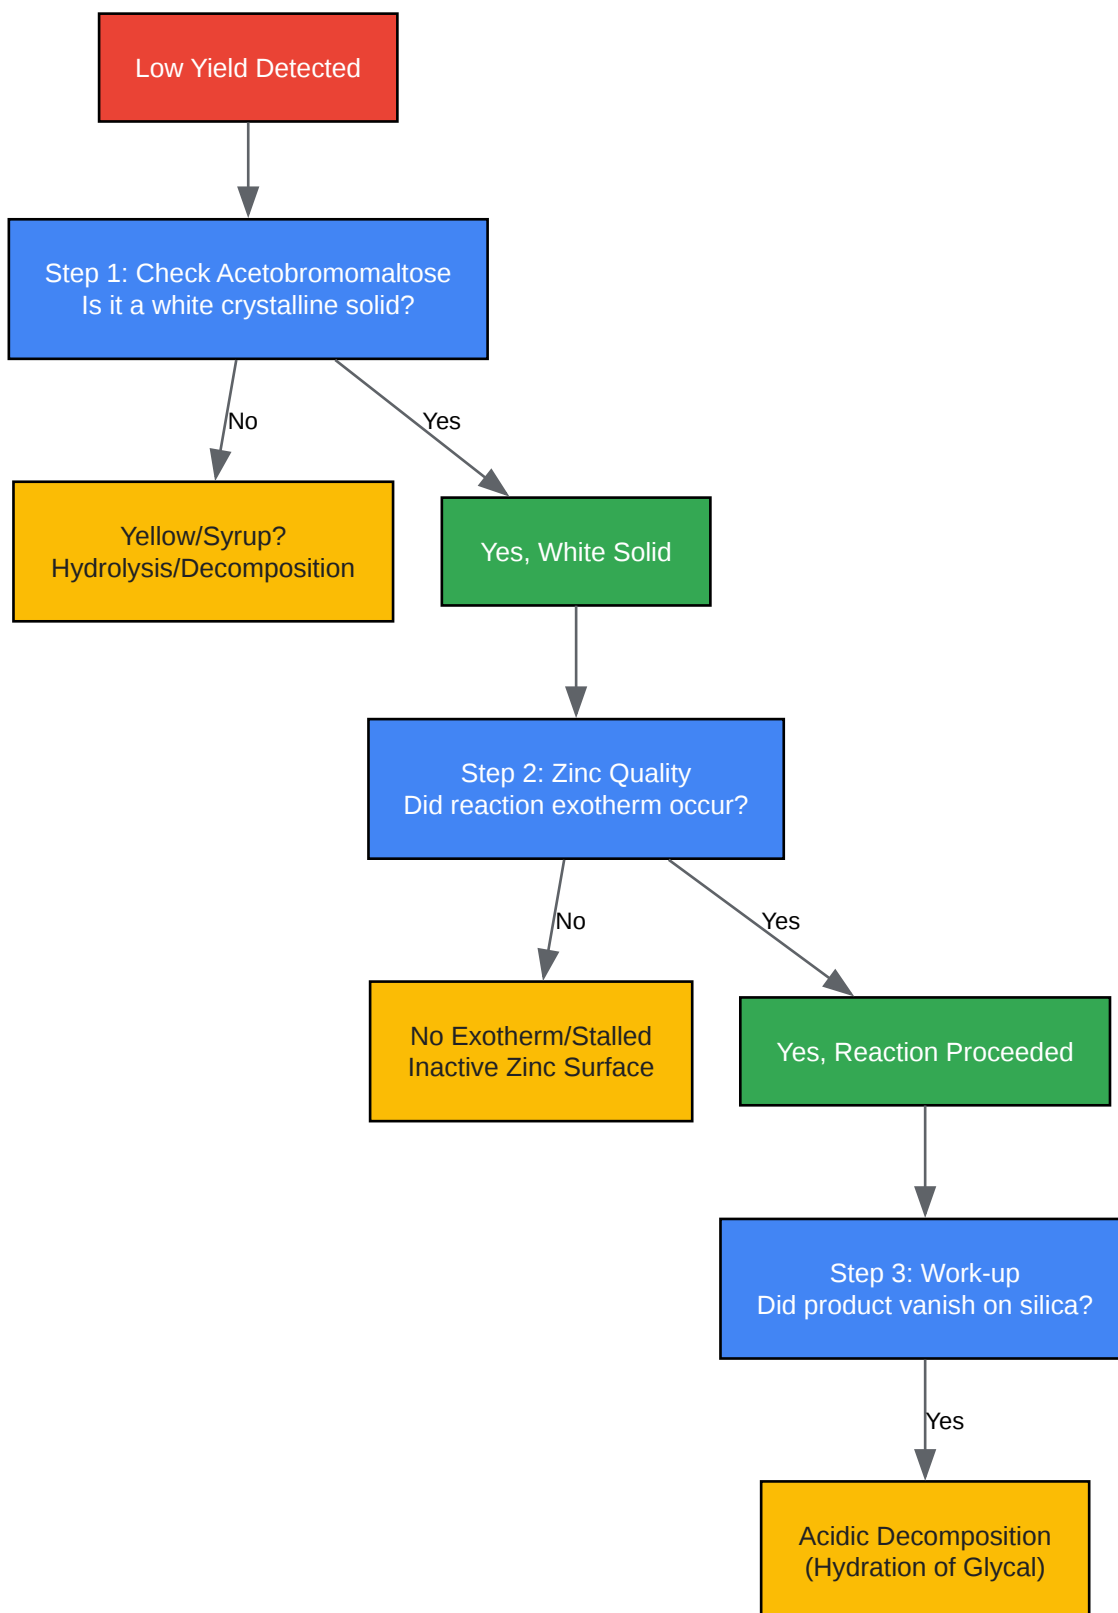 Low Yield Detected
Step 1: Check Acetobromomaltose
Is it a white crystalline solid?
No
Yes
Yellow/Syrup?
Hydrolysis/Decomposition
Yes, White Solid
Step 2: Zinc Quality
Did reaction exotherm occur?
No
Yes
No Exotherm/Stalled
Inactive Zinc Surface
Yes, Reaction Proceeded
Step 3: Work-up
Did product vanish on silica?
Yes
Acidic Decomposition
(Hydration of Glycal)